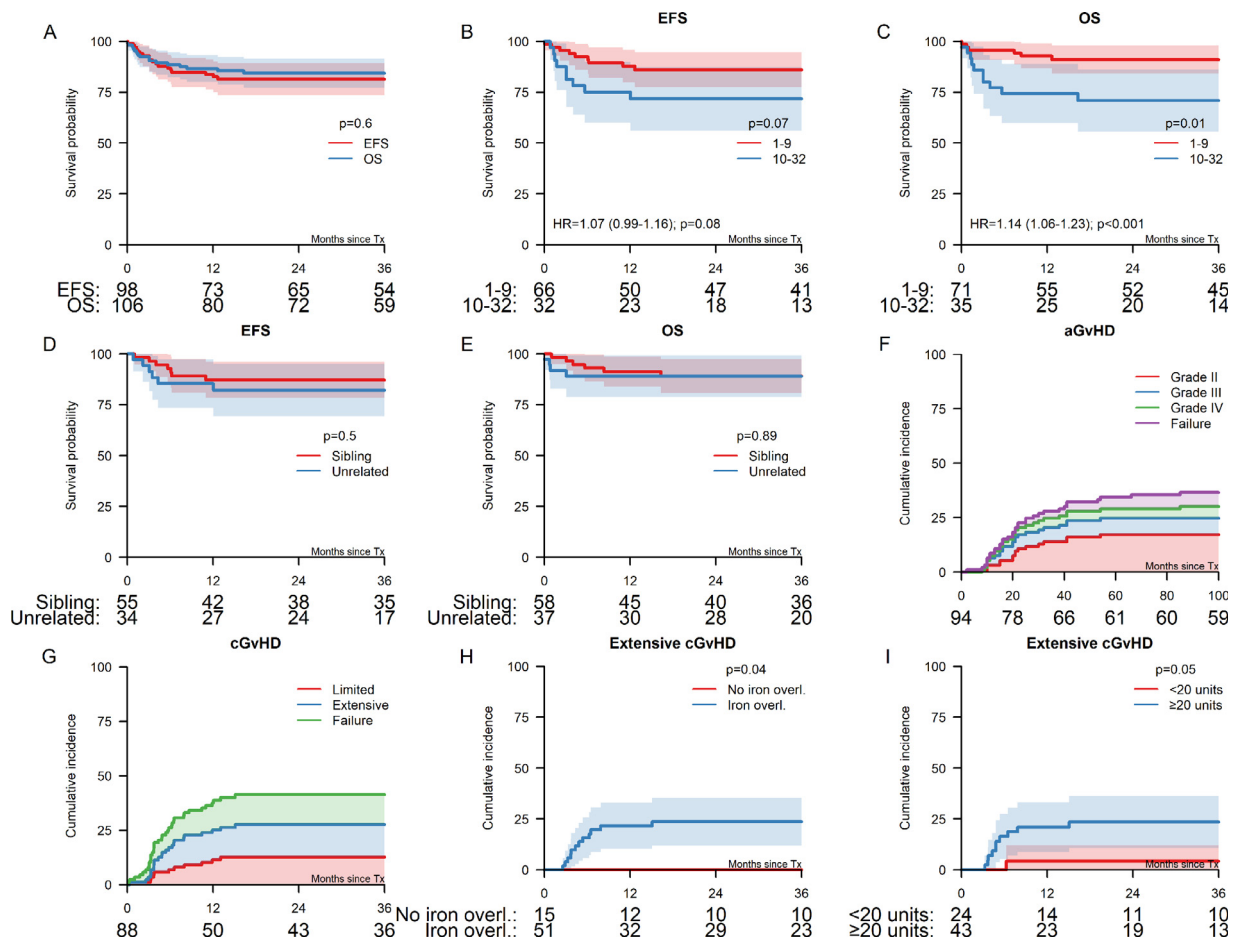 A
100
75
50
25
0
Survival probability
p=0.6
EFS
OS
Months since Tx
0 12 24 36
EFS: 98 73 65 54
OS: 106 80 72 59
EFS
B
100
75
50
25
0
Survival probability
p=0.07
1-9
10-32
HR=1.07 (0.99-1.16); p=0.08
Months since Tx
0 12 24 36
1-9: 66 50 47 41
10-32: 32 23 18 13
OS
C
100
75
50
25
0
Survival probability
p=0.01
1-9
10-32
HR=1.14 (1.06-1.23); p<0.001
Months since Tx
0 12 24 36
1-9: 71 55 52 45
10-32: 35 25 20 14
EFS
D
100
75
50
25
0
Survival probability
p=0.5
Sibling
Unrelated
Months since Tx
0 12 24 36
Sibling: 55 42 38 35
Unrelated: 34 27 24 17
OS
E
100
75
50
25
0
Survival probability
p=0.89
Sibling
Unrelated
Months since Tx
0 12 24 36
Sibling: 58 45 40 36
Unrelated: 37 30 28 20
aGvHD
F
100
75
50
25
0
Cumulative incidence
Grade II
Grade III
Grade IV
Failure
Months since Tx
0 20 40 60 80 100
94 78 66 61 60 59
cGvHD
G
100
75
50
25
0
Cumulative incidence
Limited
Extensive
Failure
Months since Tx
0 12 24 36
88 50 43 36
Extensive cGvHD
H
100
75
50
25
0
Cumulative incidence
p=0.04
No iron overl.
Iron overl.
Months since Tx
0 12 24 36
No iron overl.: 15 12 10 10
Iron overl.: 51 32 29 23
Extensive cGvHD
I
100
75
50
25
0
Cumulative incidence
p=0.05
<20 units
≥20 units
Months since Tx
0 12 24 36
<20 units: 24 14 11 10
≥20 units: 43 23 19 13